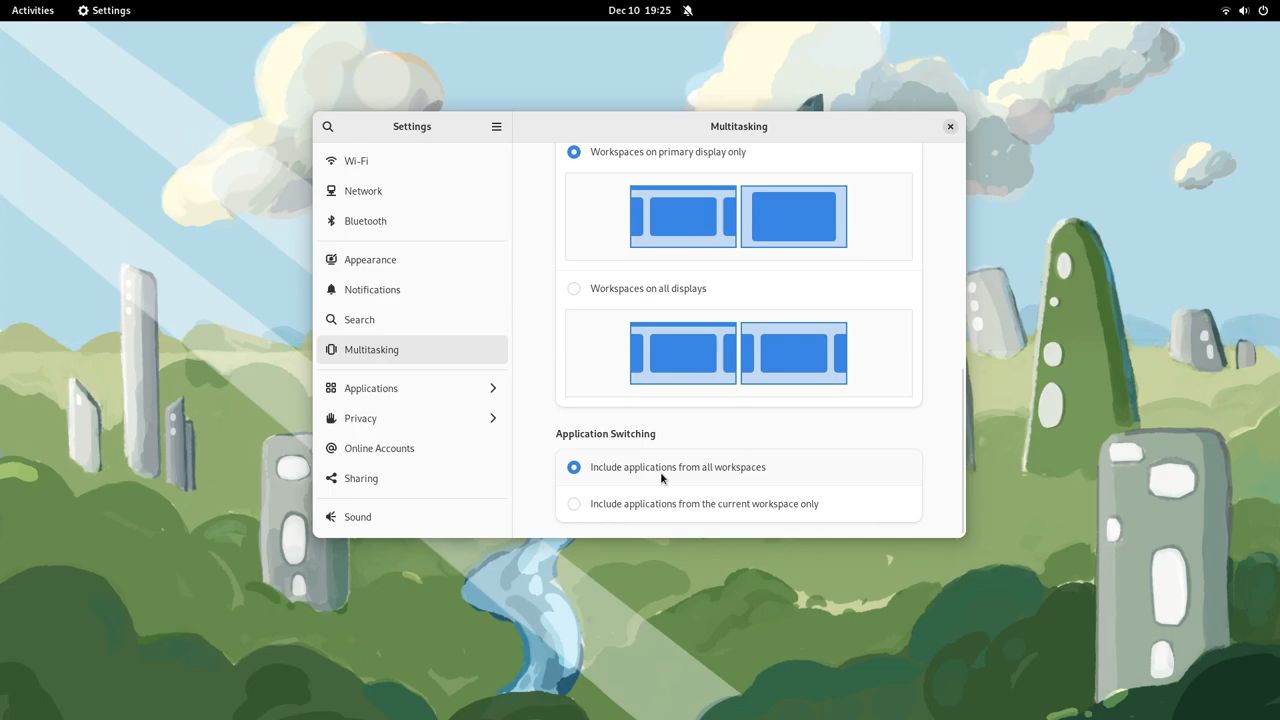 Activities
Settings
Dec 10 19:25
Settings
Multitasking
Wi-Fi
Network
Bluetooth
Appearance
Notifications
Search
Multitasking
Applications
Privacy
Online Accounts
Sharing
Sound
Workspaces on primary display only
Workspaces on all displays
Application Switching
Include applications from all workspaces
Include applications from the current workspace only